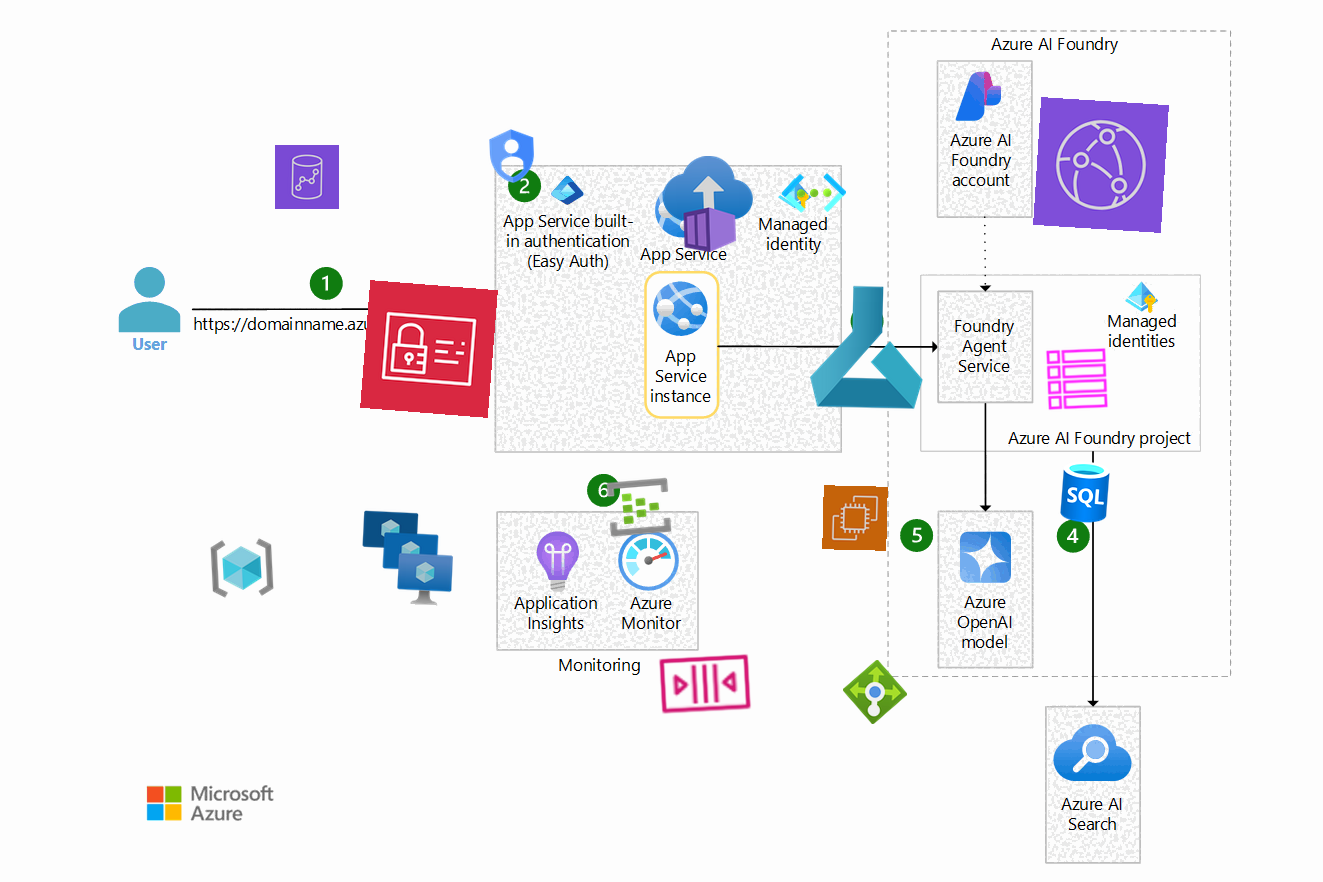 Azure AI Foundry
Azure AI
Foundry
account
1
https://domainname.azu
User
2
App Service built-
in authentication
(Easy Auth)
App Service
Managed
identity
App
Service
instance
Foundry
Agent
Service
Managed
identities
Azure AI Foundry project
SQL
4
5
Azure
OpenAI
model
6
Application
Insights
Azure
Monitor
Monitoring
Azure AI
Search
Microsoft
Azure